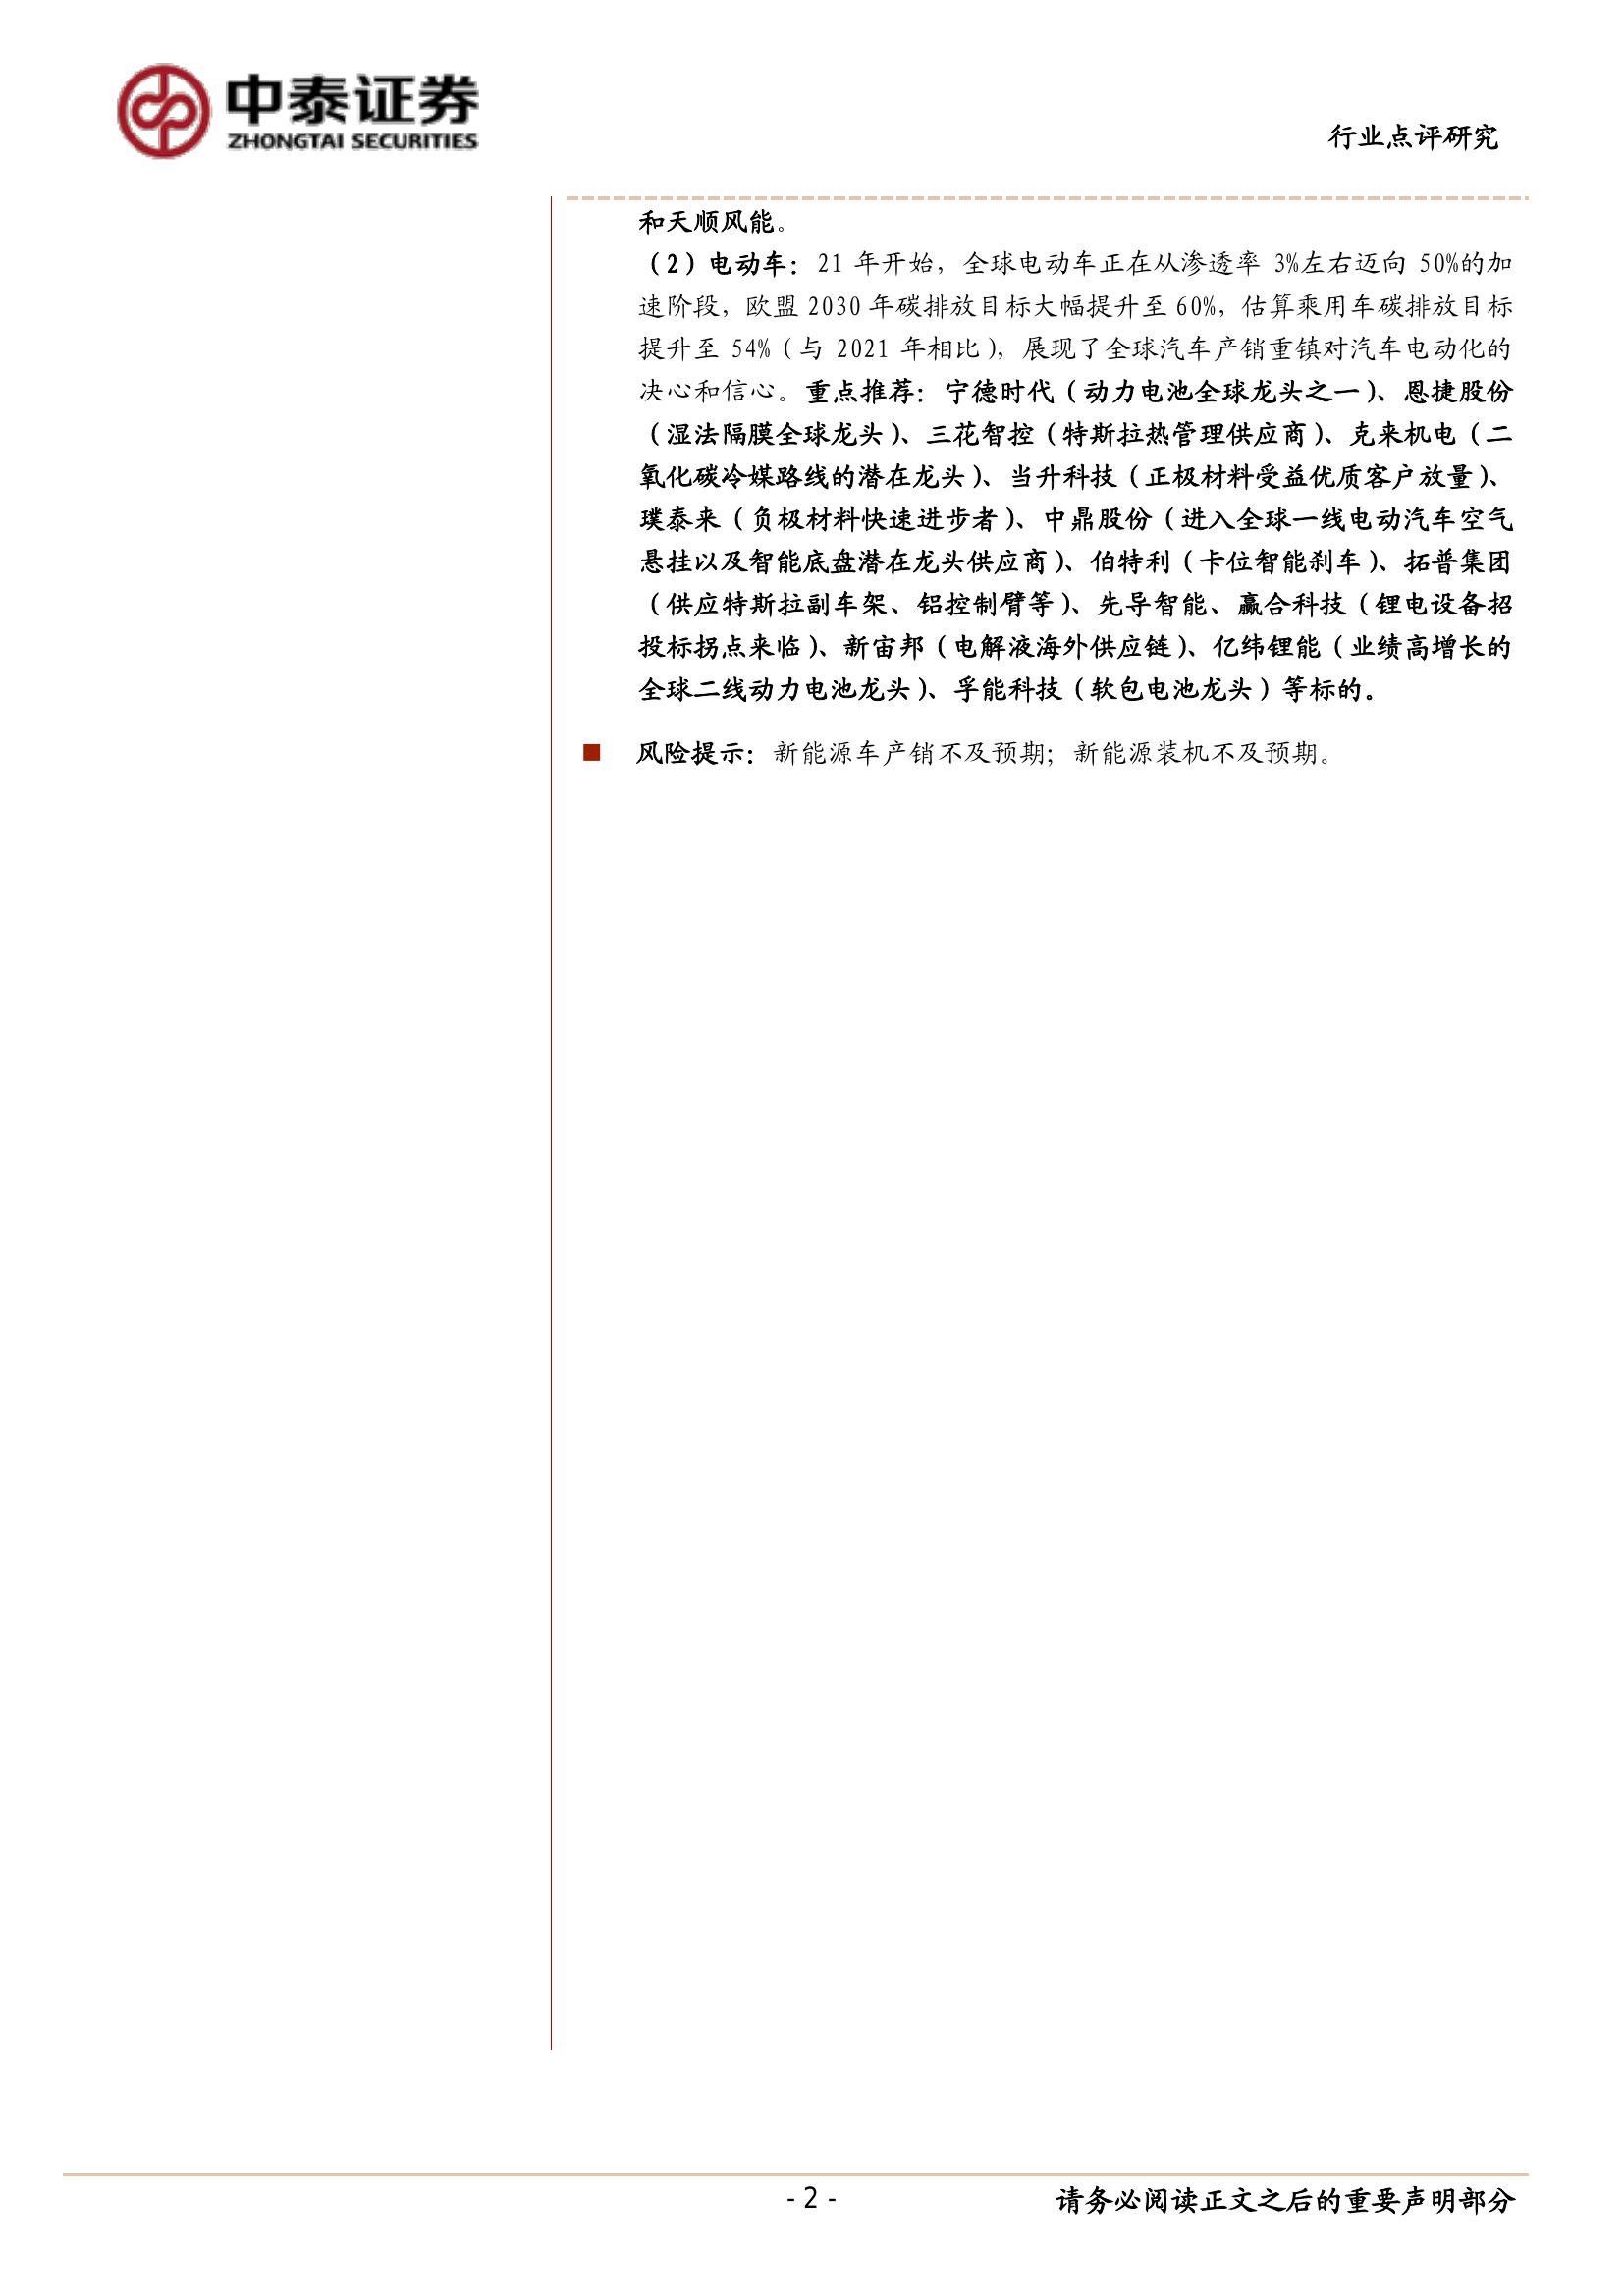 中泰证券
ZHONGTAI SECURITIES
行业点评研究
和天顺风能。
（2）电动车：21 年开始，全球电动车正在从渗透率 3%左右迈向 50%的加
速阶段，欧盟 2030 年碳排放目标大幅提升至 60%，估算乘用车碳排放目标
提升至 54%（与 2021 年相比），展现了全球汽车产销重镇对汽车电动化的
决心和信心。重点推荐：宁德时代（动力电池全球龙头之一）、恩捷股份
（湿法隔膜全球龙头）、三花智控（特斯拉热管理供应商）、克来机电（二
氧化碳冷媒路线的潜在龙头）、当升科技（正极材料受益优质客户放量）、
璞泰来（负极材料快速进步者）、中鼎股份（进入全球一线电动汽车空气
悬挂以及智能底盘潜在龙头供应商）、伯特利（卡位智能刹车）、拓普集团
（供应特斯拉副车架、铝控制臂等）、先导智能、赢合科技（锂电设备招
投标拐点来临）、新宙邦（电解液海外供应链）、亿纬锂能（业绩高增长的
全球二线动力电池龙头）、孚能科技（软包电池龙头）等标的。
■ 风险提示：新能源车产销不及预期；新能源装机不及预期。
- 2 -
请务必阅读正文之后的重要声明部分